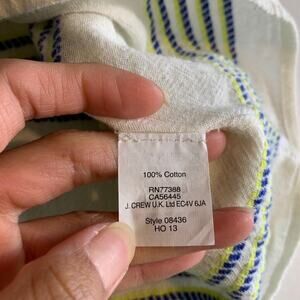 100% Cotton
RN77388
CA56445
J. CREW U.K. Ltd EC4V 6JA
Style 08436
HO 13